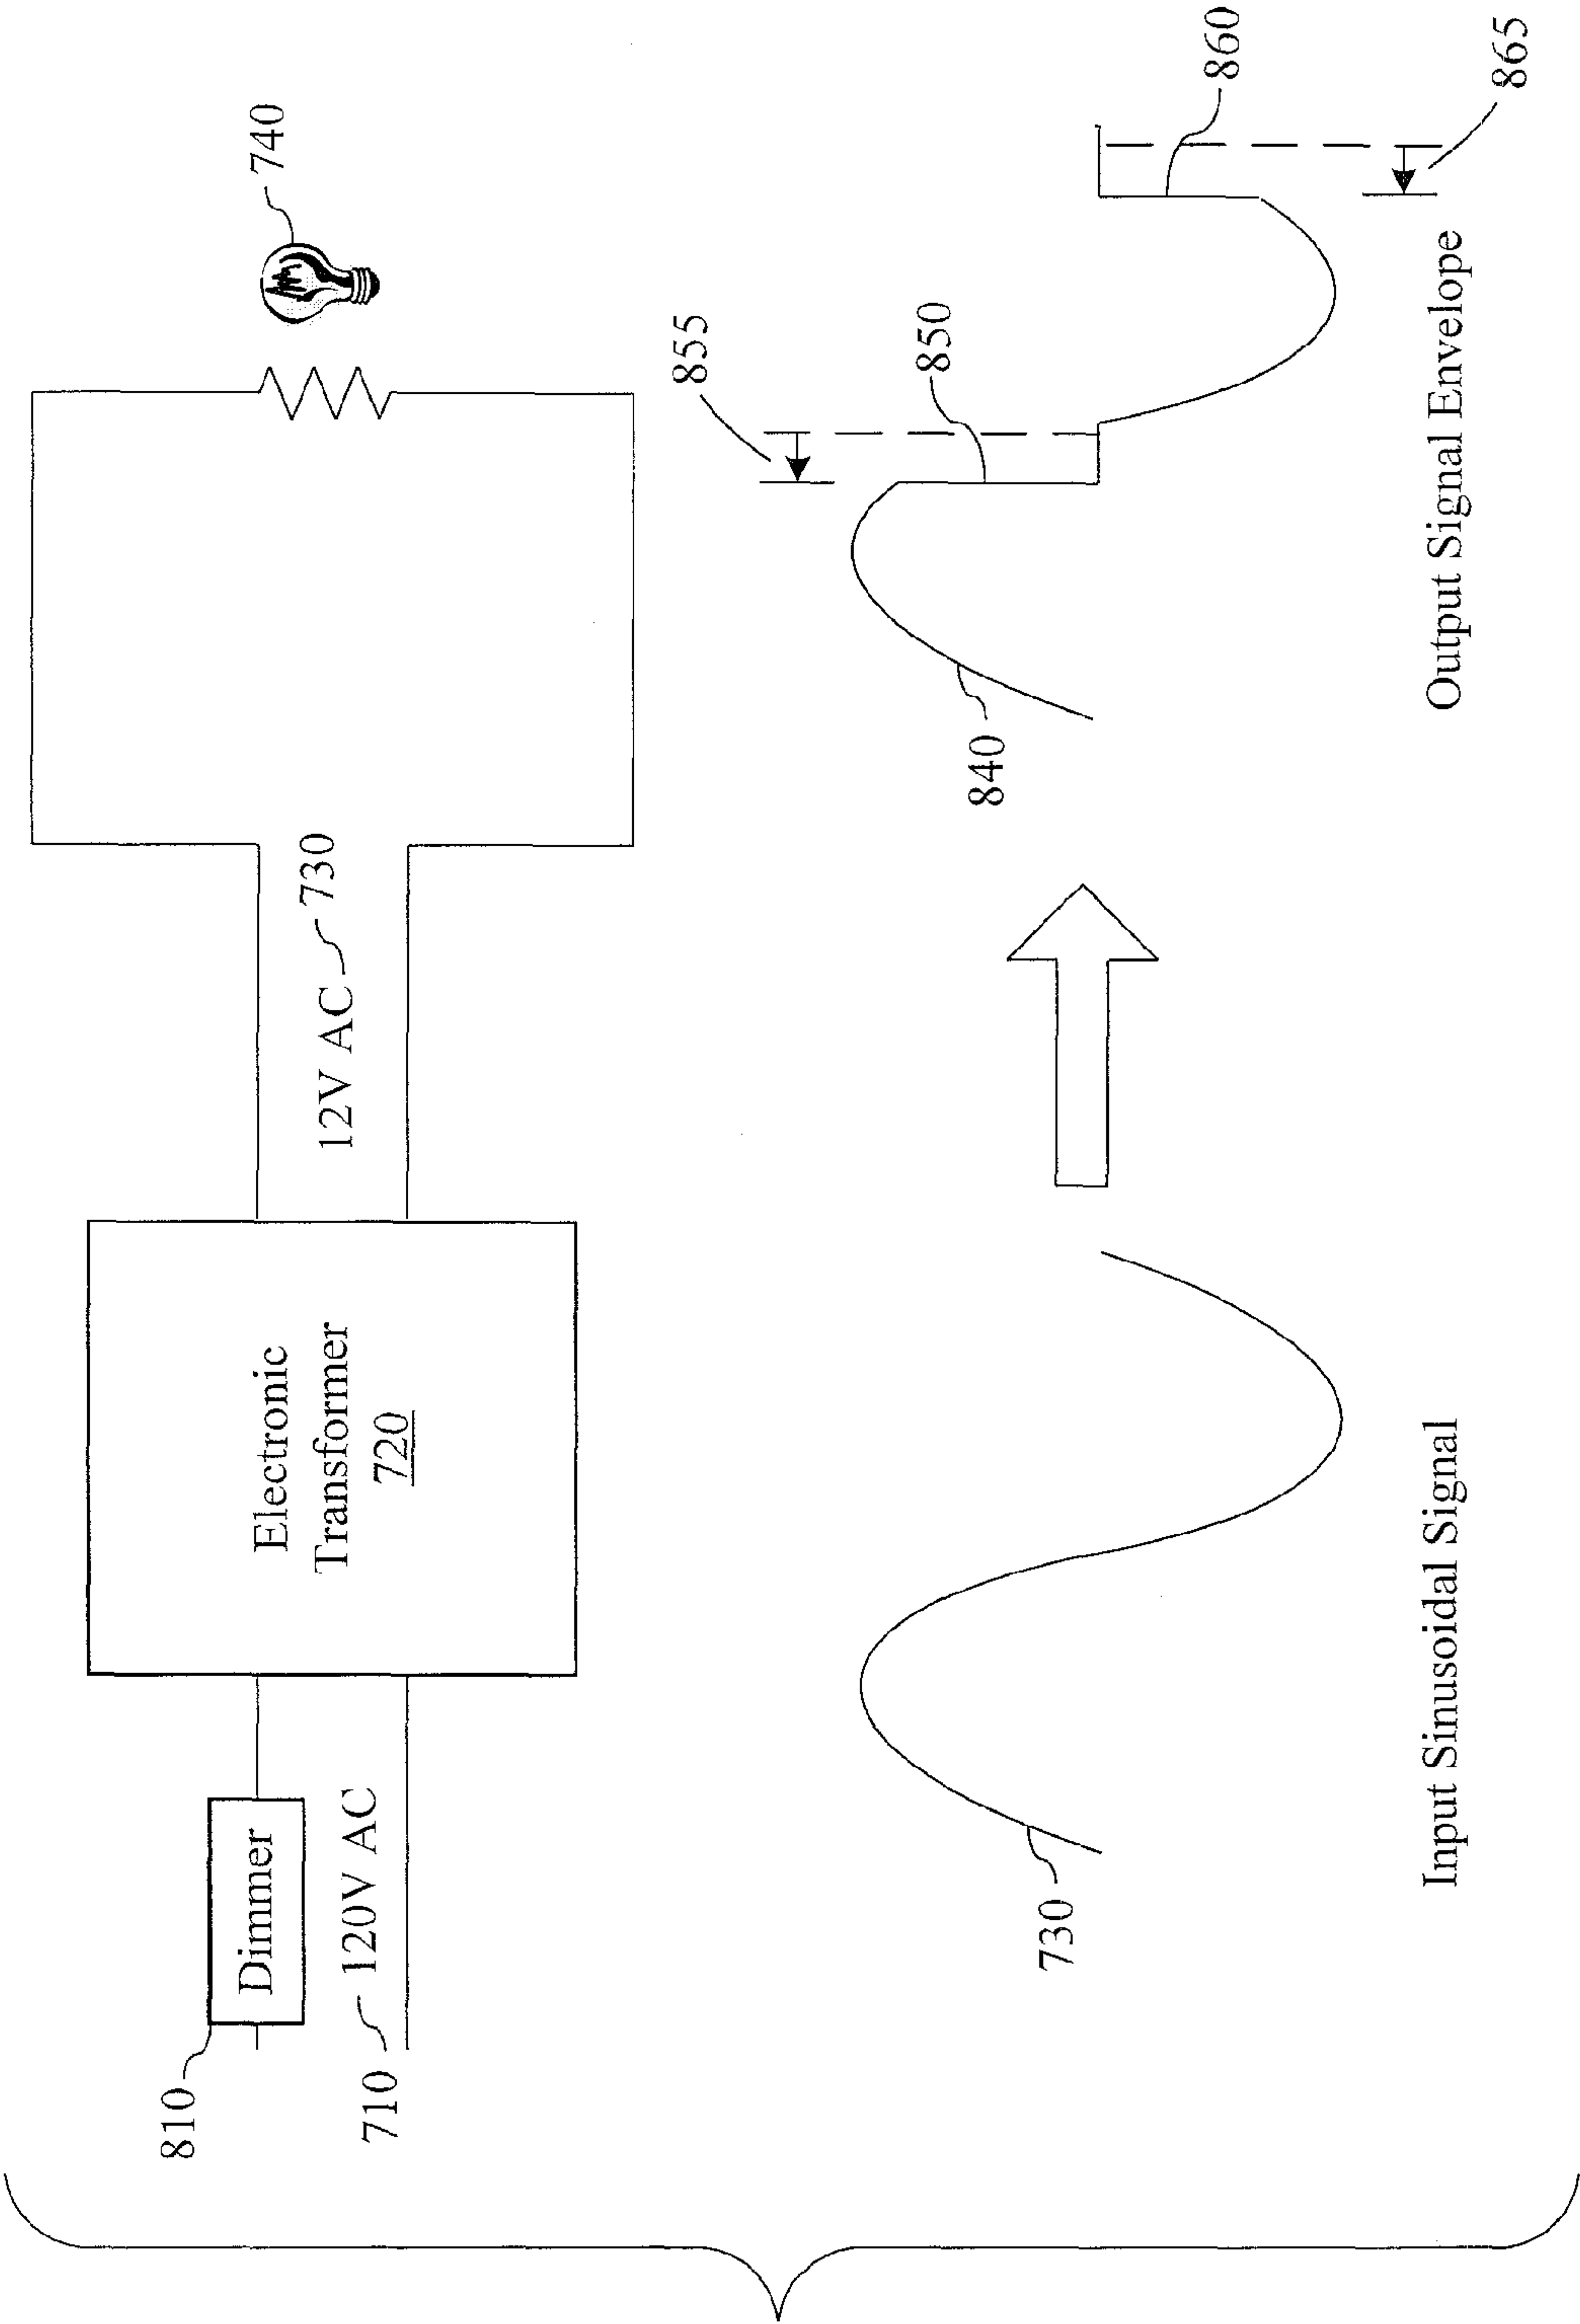 810
Dimmer
710
120V AC
Electronic
Transformer
720
12V AC
730
740
730
Input Sinusoidal Signal
840
855
850
860
865
Output Signal Envelope